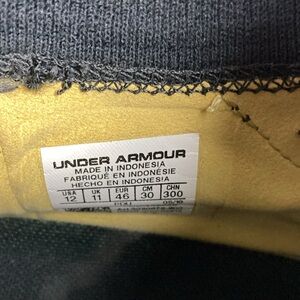 UNDER ARMOUR
MADE IN INDONESIA
FABRIQUÉ EN INDONÉSIE
HECHO EN INDONESIA
USA UK EUR CM CHN
12 11 46 30 300